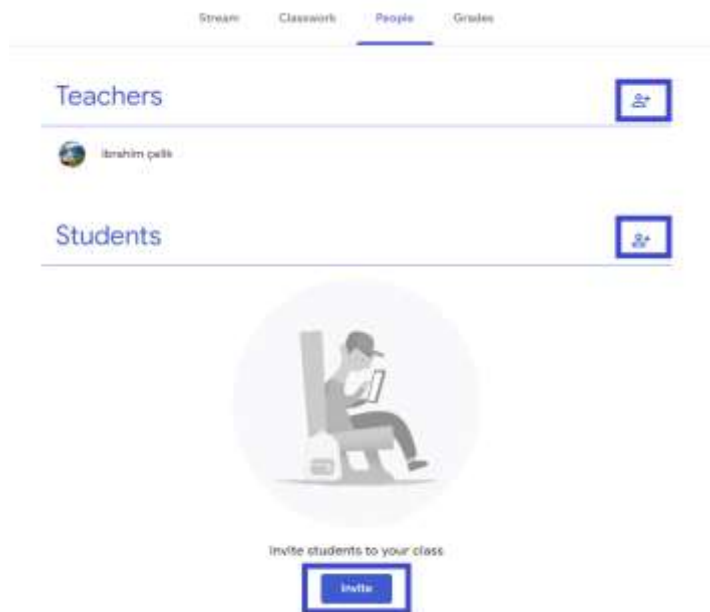 Stream Classwork People Grades
Teachers
ibrahim çelik
Students
Invite students to your class
Invite